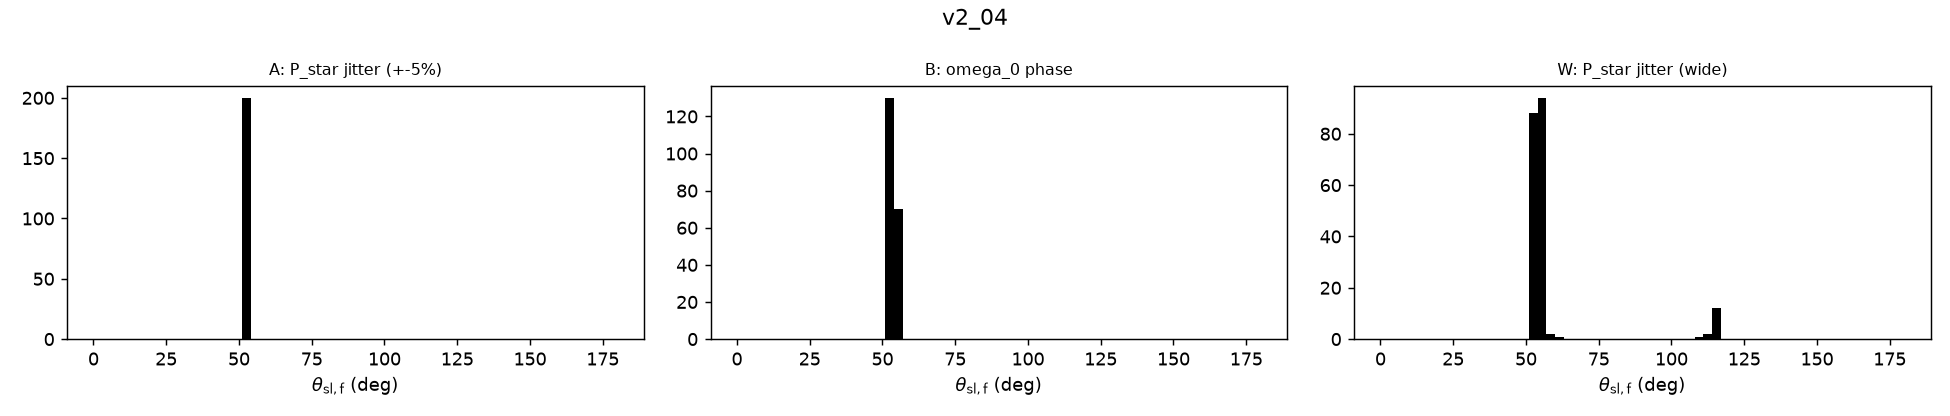 v2_04
A: P_star jitter (+-5%)
200
150
100
50
0
0 25 50 75 100 125 150 175
θsl, f (deg)
B: omega_0 phase
120
100
80
60
40
20
0
0 25 50 75 100 125 150 175
θsl, f (deg)
W: P_star jitter (wide)
80
60
40
20
0
0 25 50 75 100 125 150 175
θsl, f (deg)